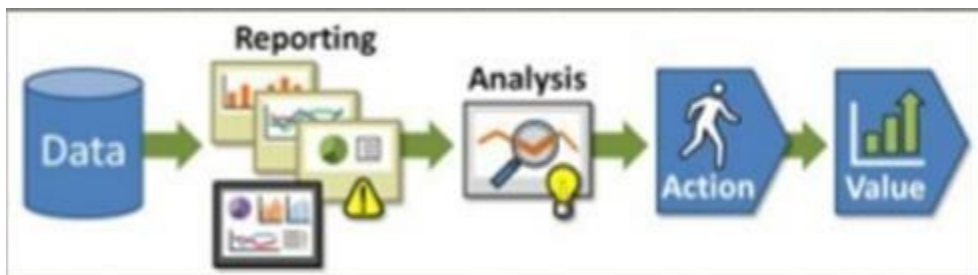 Reporting
Analysis
Data
Action
Value